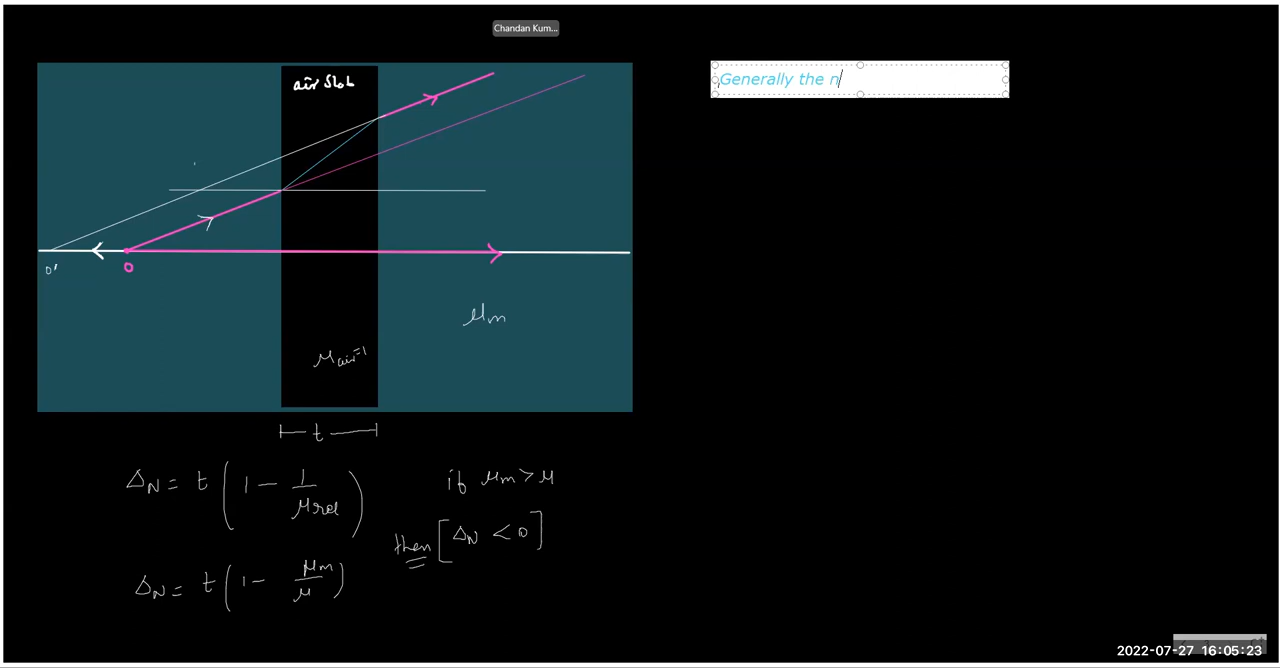 Chandan Kum...
air Slab
Generally the n
O'
O
μm
μair=1
t
ΔN = t (1 - 1/μrel)
if μm > μ
then [ΔN < 0]
ΔN = t (1 - μm/μ)
2022-07-27 16:05:23